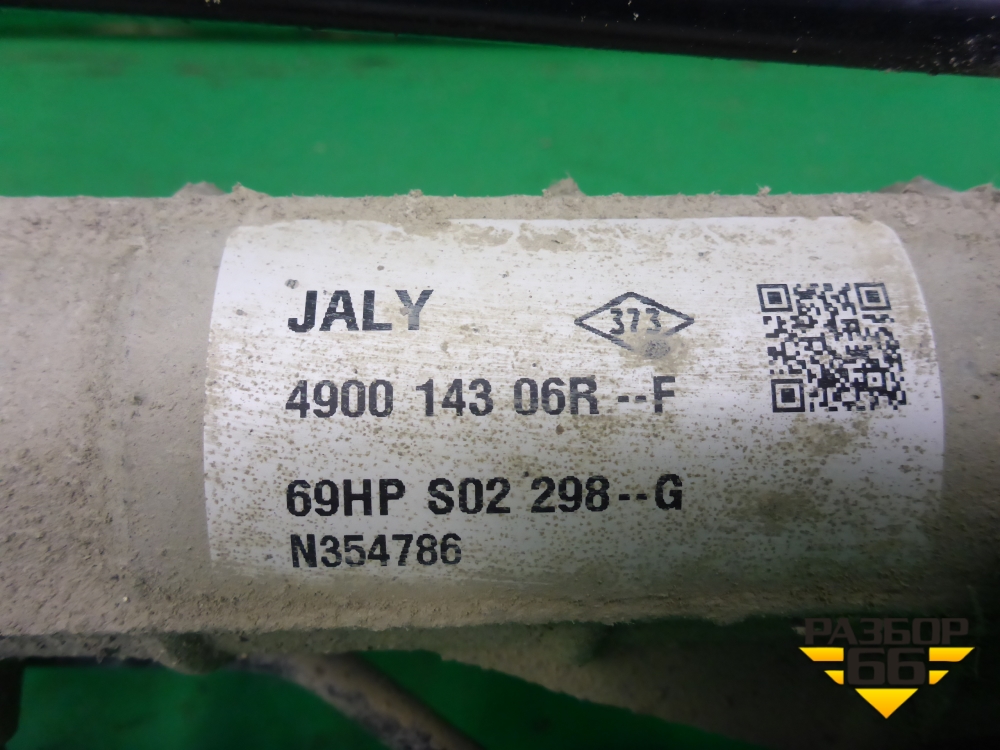 JALY
373
4900 143 06R --F
69HP S02 298--G
N354786
РАЗБОР
66